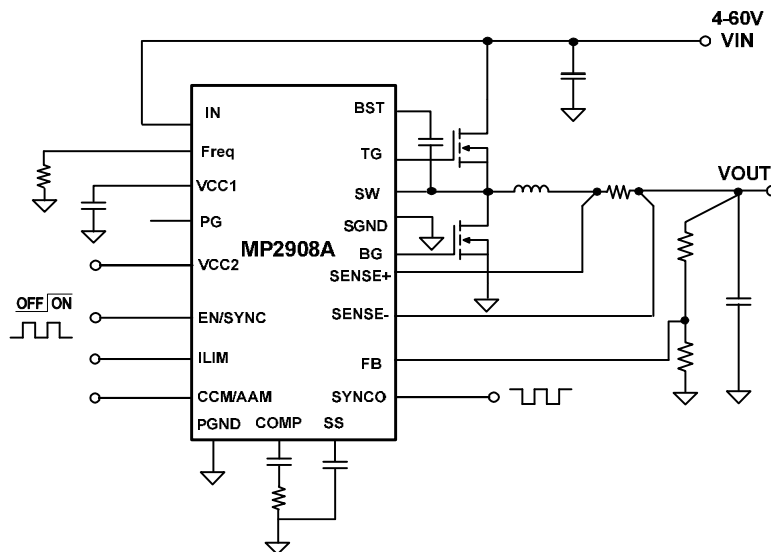 4-60V
VIN
IN
BST
Freq
TG
VCC1
SW
VOUT
PG
SGND
MP2908A
BG
VCC2
SENSE+
OFF ON
EN/SYNC
SENSE-
ILIM
FB
CCM/AAM
SYNCO
PGND
COMP
SS